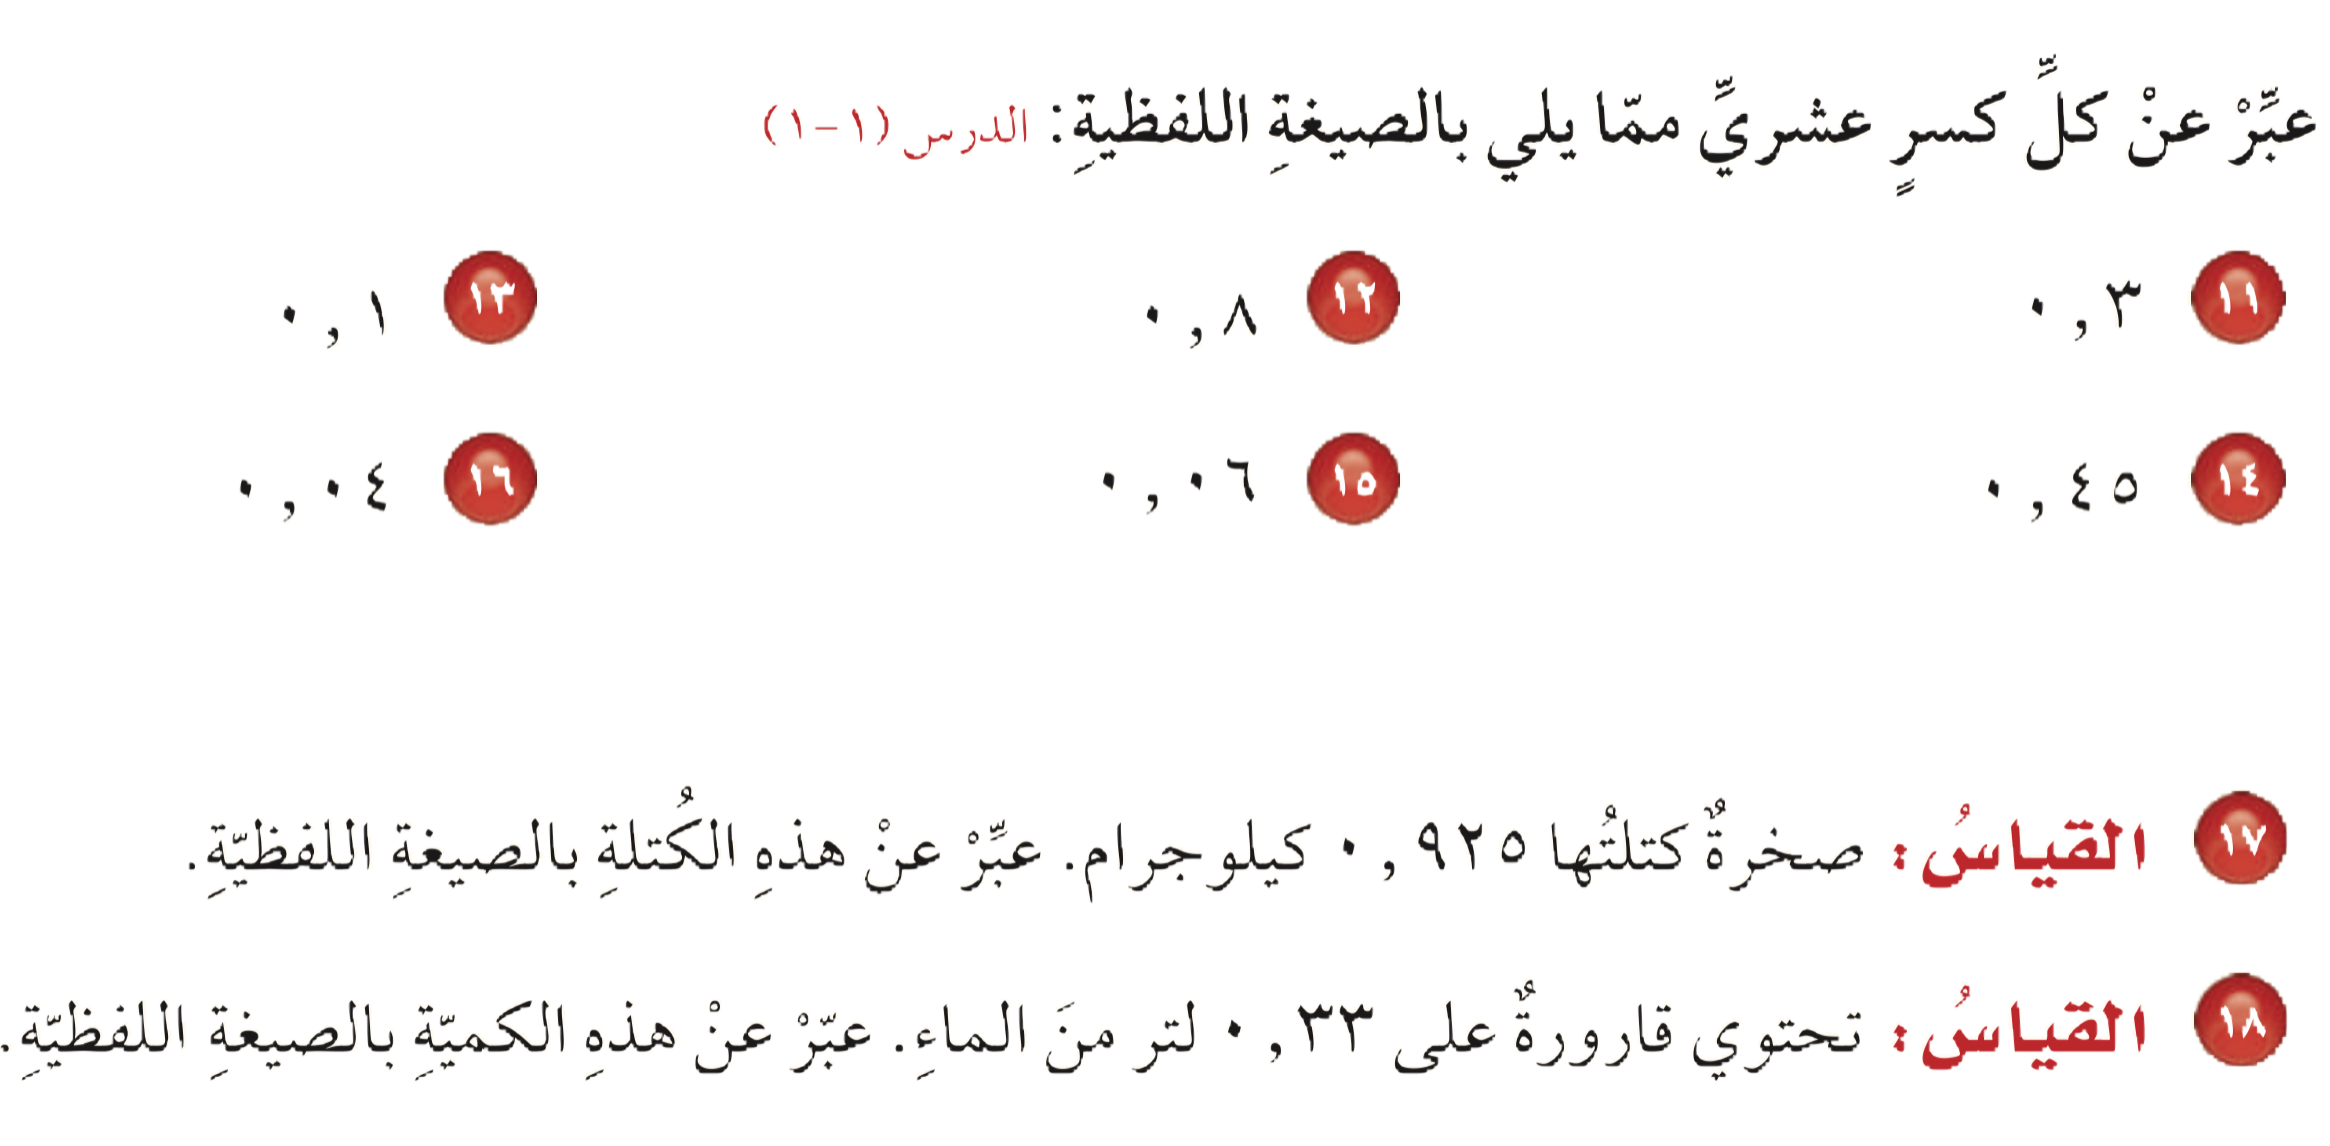 عبِّرْ عنْ كلِّ كسرٍ عشريٍّ ممّا يلي بالصيغةِ اللفظيةِ: الدرس (١-١)
١١ ٠,٣ ١٢ ٠,٨ ١٣ ٠,١
١٤ ٠,٤٥ ١٥ ٠,٠٦ ١٦ ٠,٠٤
١٧ القياسُ: صخرةٌ كتلتُها ٠,٩٢٥ كيلوجرام. عبِّرْ عنْ هذهِ الكُتلةِ بالصيغةِ اللفظيّةِ.
١٨ القياسُ: تحتوي قارورةٌ على ٠,٣٣ لتر منَ الماءِ. عبّرْ عنْ هذهِ الكميّةِ بالصيغةِ اللفظيّةِ.